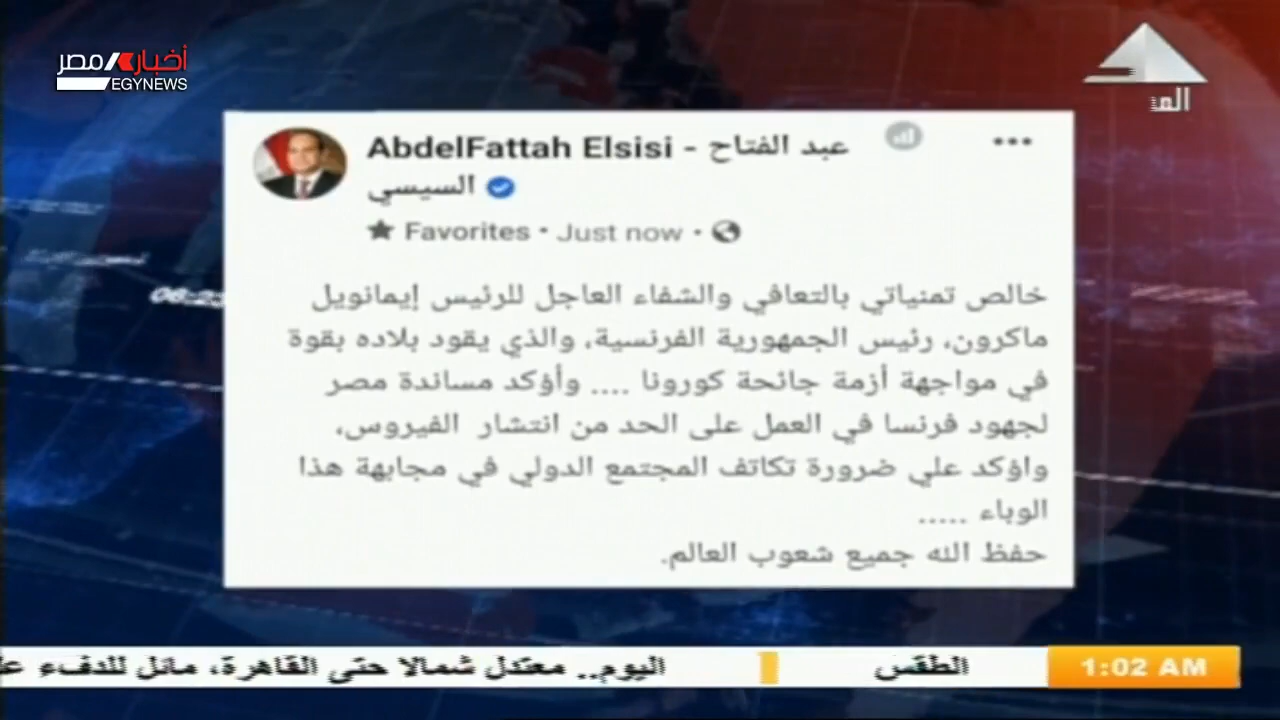 أخبار مصر
EGYNEWS
AbdelFattah Elsisi - عبد الفتاح
السيسي
Favorites · Just now ·
خالص تمنياتي بالتعافي والشفاء العاجل للرئيس إيمانويل
ماكرون، رئيس الجمهورية الفرنسية، والذي يقود بلاده بقوة
في مواجهة أزمة جائحة كورونا .... وأؤكد مساندة مصر
لجهود فرنسا في العمل على الحد من انتشار الفيروس،
واؤكد علي ضرورة تكاتف المجتمع الدولي في مجابهة هذا
الوباء .....
حفظ الله جميع شعوب العالم.
1:02 AM الطقس اليوم.. معتدل شمالا حتى القاهرة، مائل للدفء